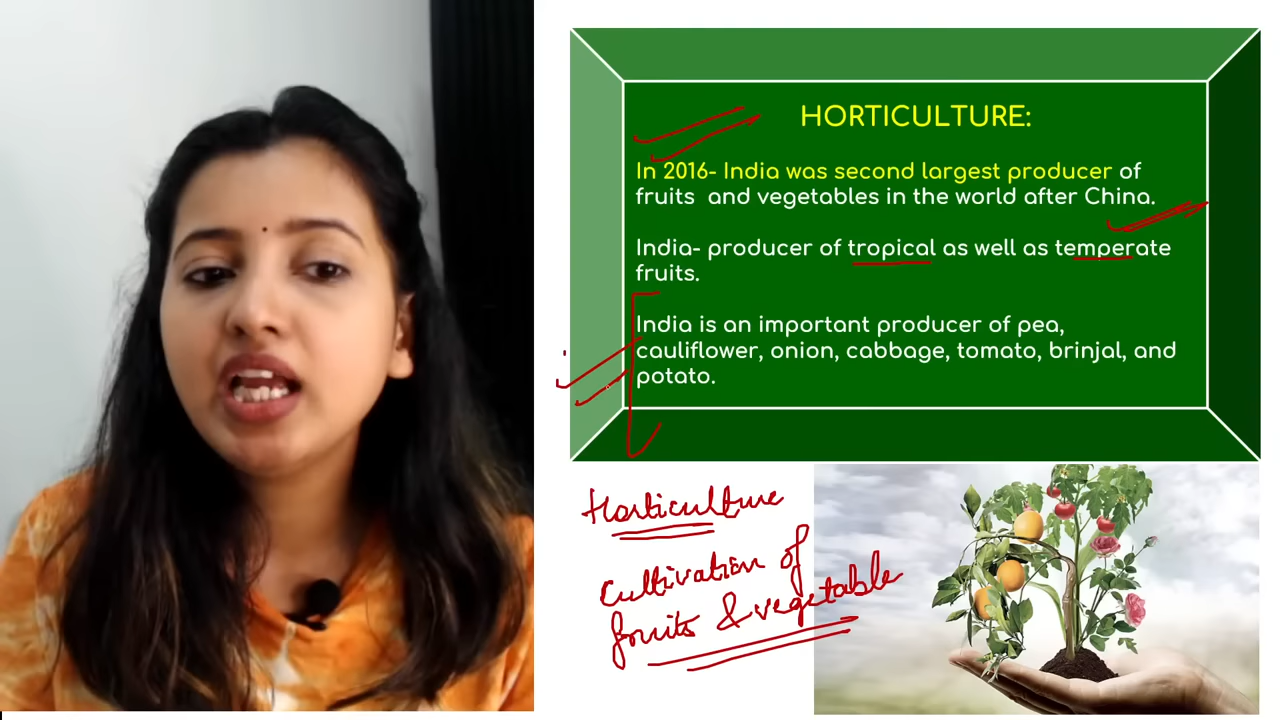 HORTICULTURE:
In 2016- India was second largest producer of
fruits and vegetables in the world after China.
India- producer of tropical as well as temperate
fruits.
India is an important producer of pea,
cauliflower, onion, cabbage, tomato, brinjal, and
potato.
Horticulture
Cultivation of
fruits & vegetable